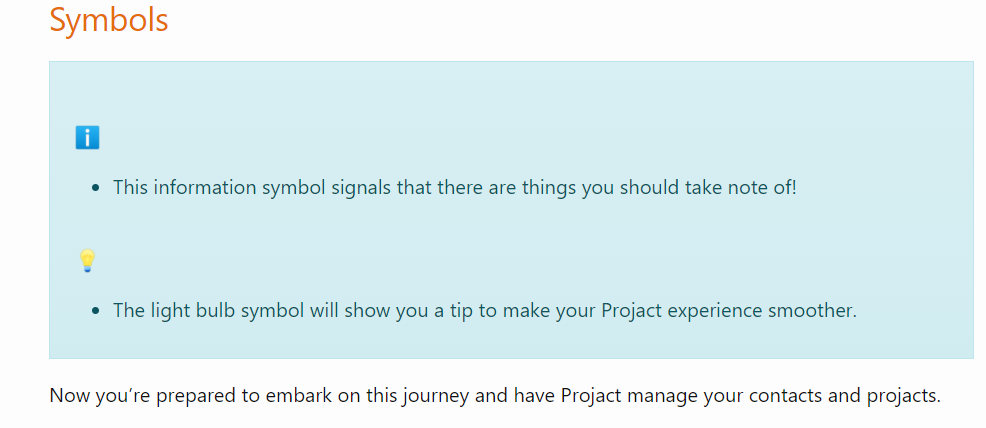 Symbols
ℹ️
• This information symbol signals that there are things you should take note of!
💡
• The light bulb symbol will show you a tip to make your Projact experience smoother.
Now you’re prepared to embark on this journey and have Projact manage your contacts and projacts.